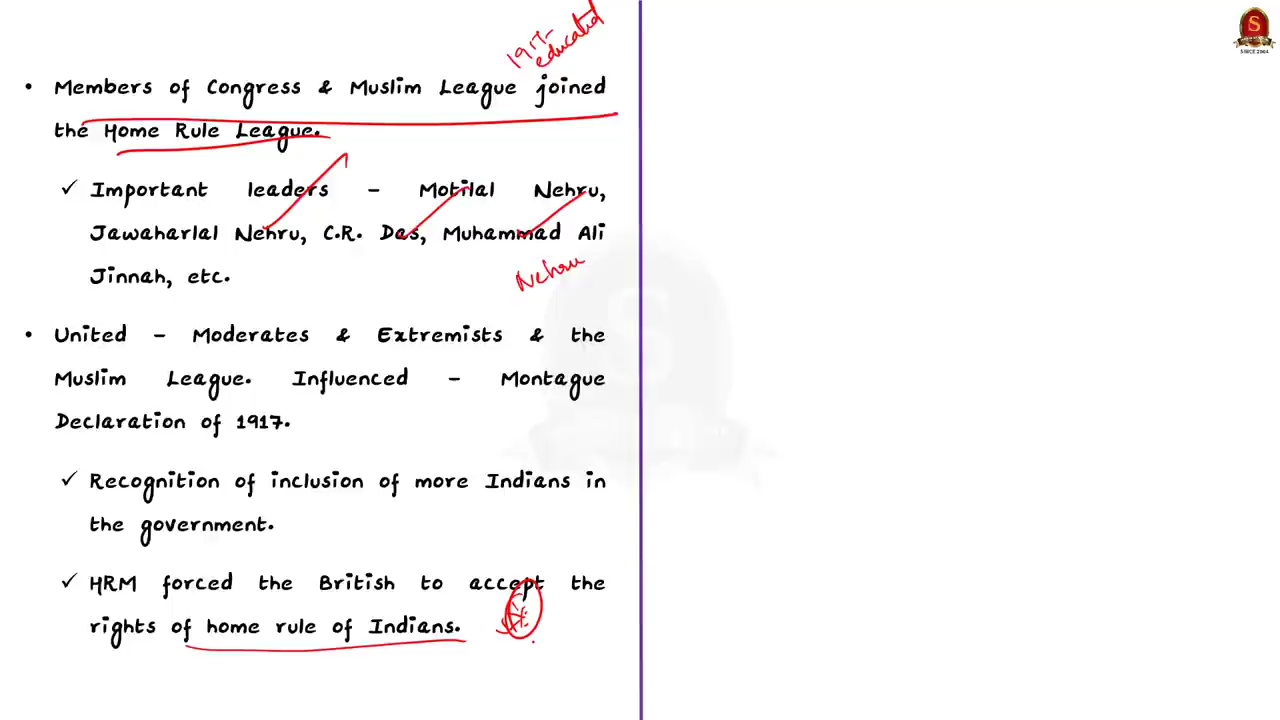 1917-
educated
• Members of Congress & Muslim League joined
the Home Rule League.
✓ Important leaders – Motilal Nehru,
Jawaharlal Nehru, C.R. Das, Muhammad Ali
Jinnah, etc.
Nehru
• United – Moderates & Extremists & the
Muslim League. Influenced – Montague
Declaration of 1917.
✓ Recognition of inclusion of more Indians in
the government.
✓ HRM forced the British to accept the
rights of home rule of Indians.
S
SINCE 2004